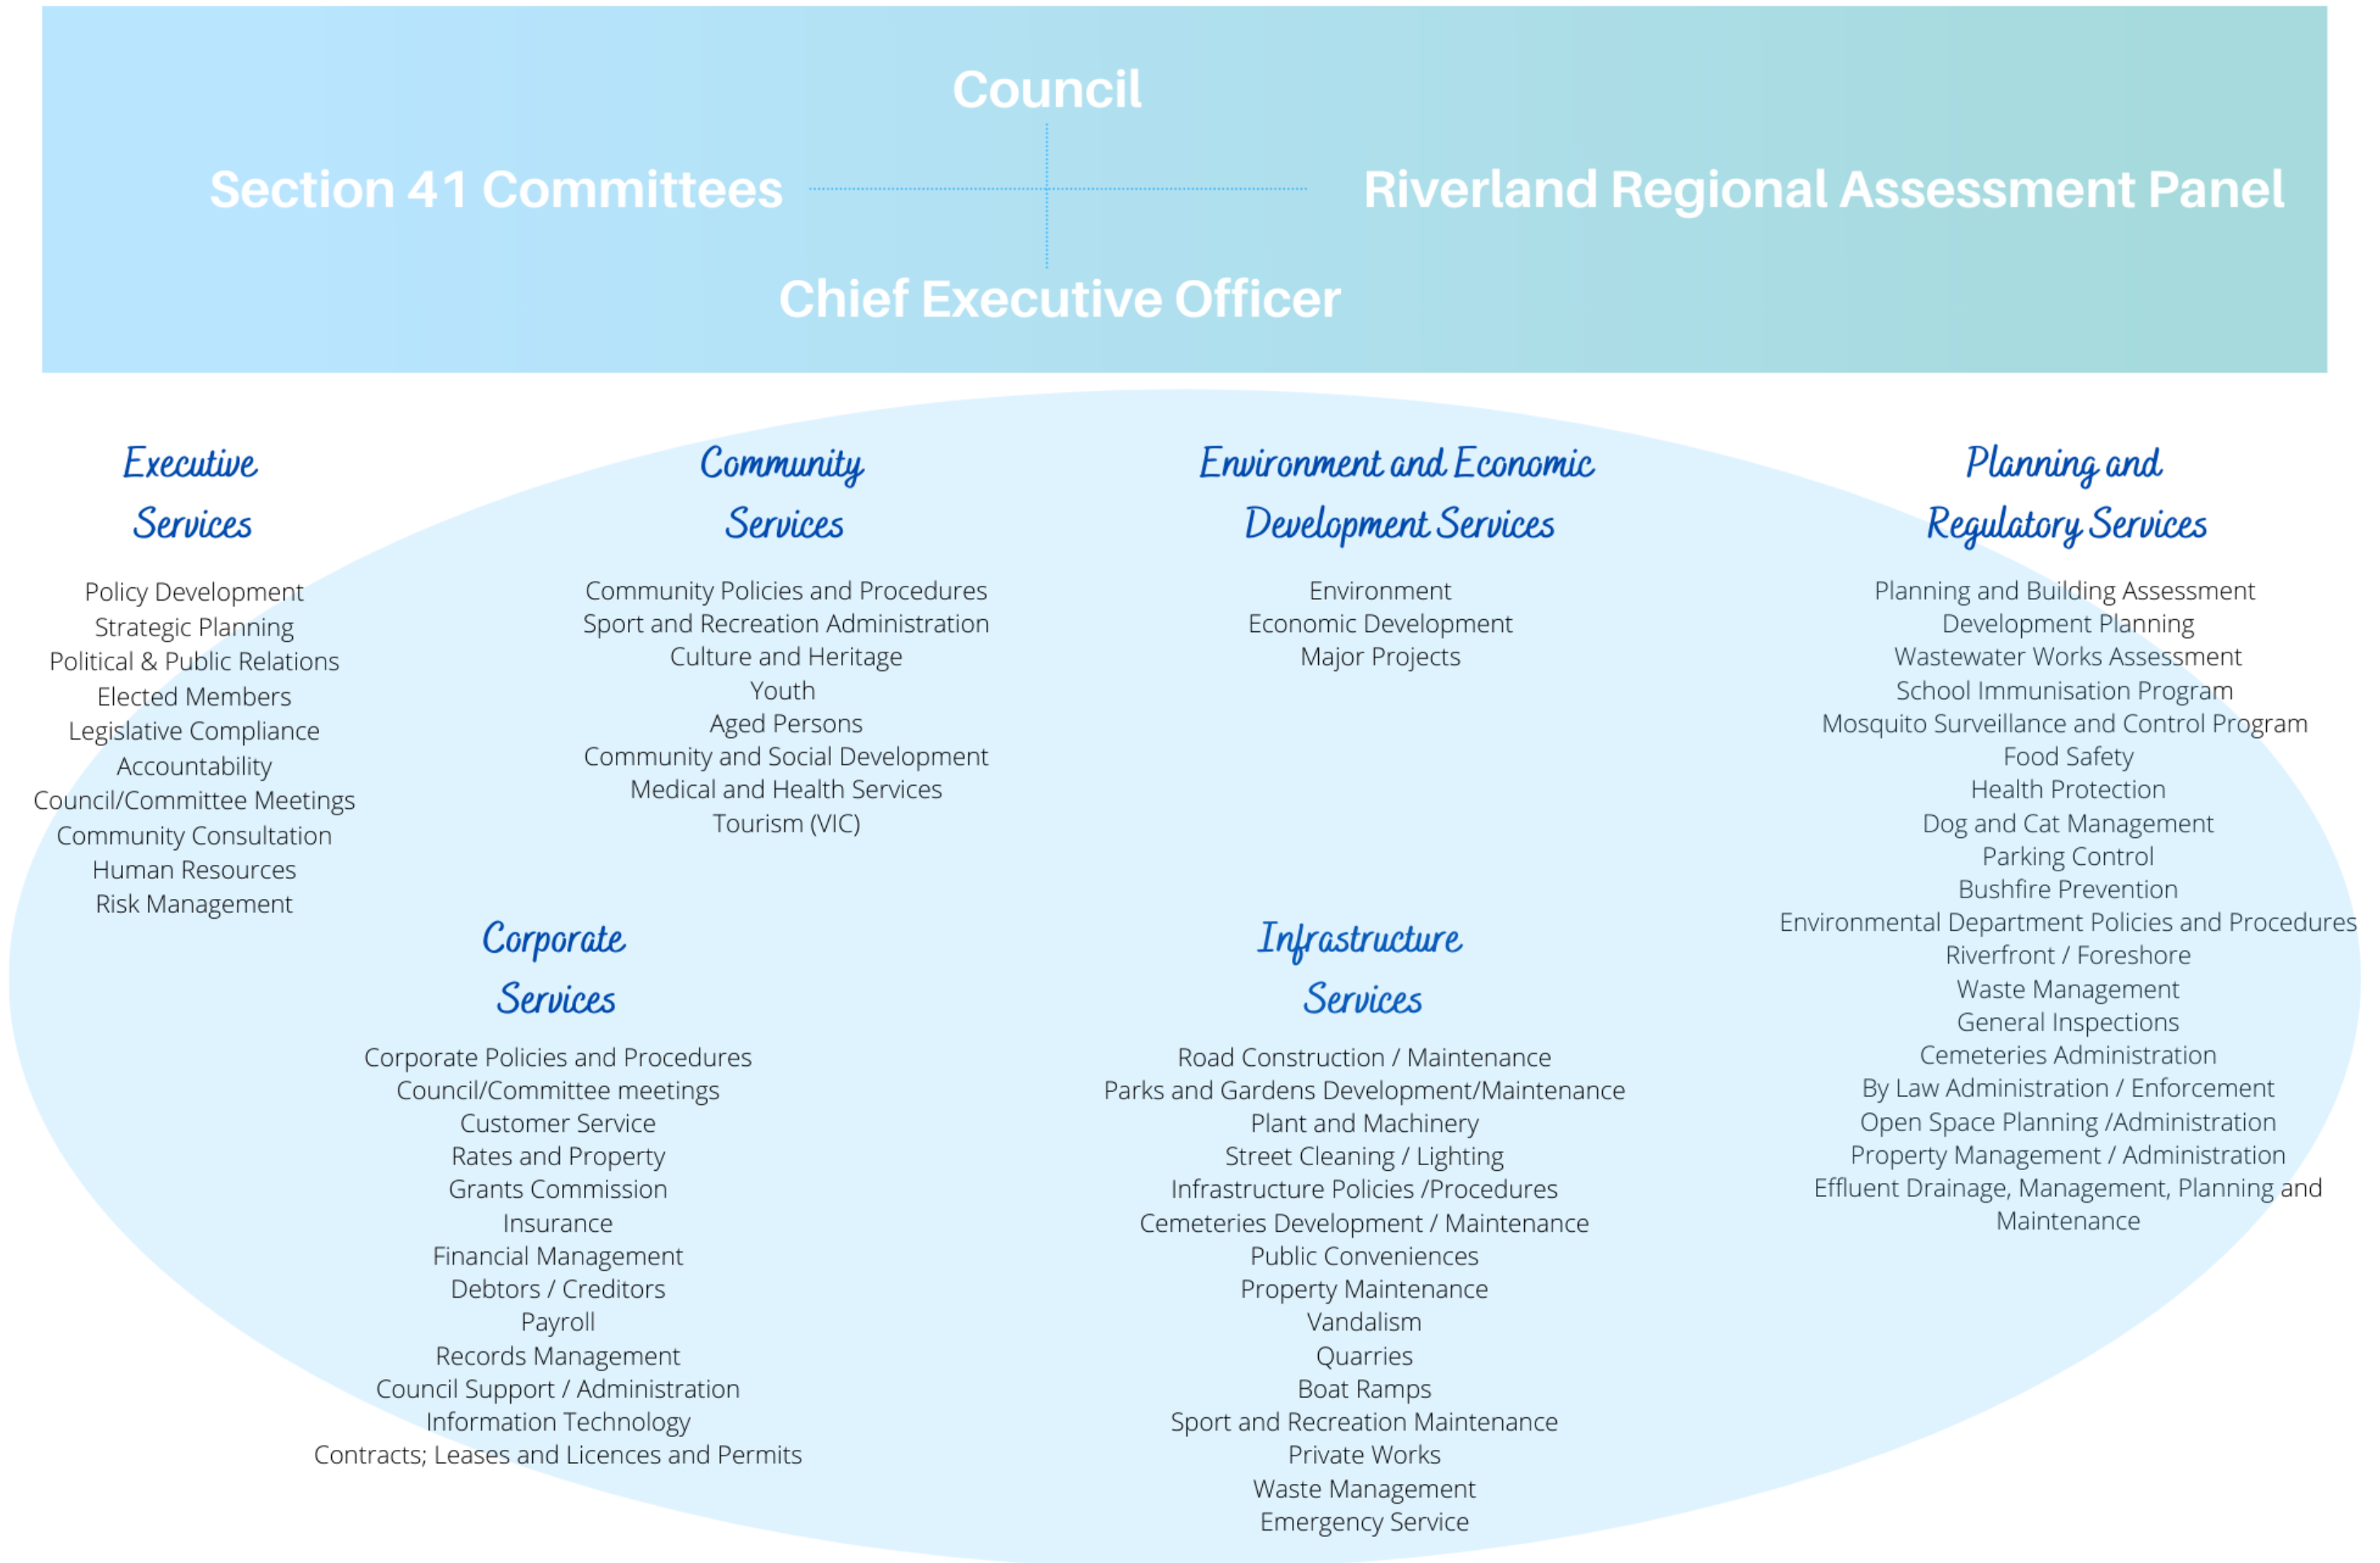 Council
Section 41 Committees
Riverland Regional Assessment Panel
Chief Executive Officer
Executive
Services
Policy Development
Strategic Planning
Political & Public Relations
Elected Members
Legislative Compliance
Accountability
Council/Committee Meetings
Community Consultation
Human Resources
Risk Management
Community
Services
Community Policies and Procedures
Sport and Recreation Administration
Culture and Heritage
Youth
Aged Persons
Community and Social Development
Medical and Health Services
Tourism (VIC)
Environment and Economic
Development Services
Environment
Economic Development
Major Projects
Planning and
Regulatory Services
Planning and Building Assessment
Development Planning
Wastewater Works Assessment
School Immunisation Program
Mosquito Surveillance and Control Program
Food Safety
Health Protection
Dog and Cat Management
Parking Control
Bushfire Prevention
Environmental Department Policies and Procedures
Riverfront / Foreshore
Waste Management
General Inspections
Cemeteries Administration
By Law Administration / Enforcement
Open Space Planning /Administration
Property Management / Administration
Effluent Drainage, Management, Planning and
Maintenance
Corporate
Services
Corporate Policies and Procedures
Council/Committee meetings
Customer Service
Rates and Property
Grants Commission
Insurance
Financial Management
Debtors / Creditors
Payroll
Records Management
Council Support / Administration
Information Technology
Contracts; Leases and Licences and Permits
Infrastructure
Services
Road Construction / Maintenance
Parks and Gardens Development/Maintenance
Plant and Machinery
Street Cleaning / Lighting
Infrastructure Policies /Procedures
Cemeteries Development / Maintenance
Public Conveniences
Property Maintenance
Vandalism
Quarries
Boat Ramps
Sport and Recreation Maintenance
Private Works
Waste Management
Emergency Service